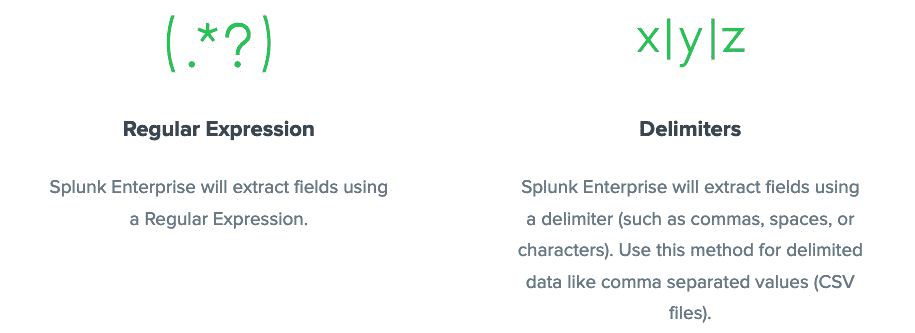 (.*?)
Regular Expression
Splunk Enterprise will extract fields using
a Regular Expression.
x|y|z
Delimiters
Splunk Enterprise will extract fields using
a delimiter (such as commas, spaces, or
characters). Use this method for delimited
data like comma separated values (CSV
files).